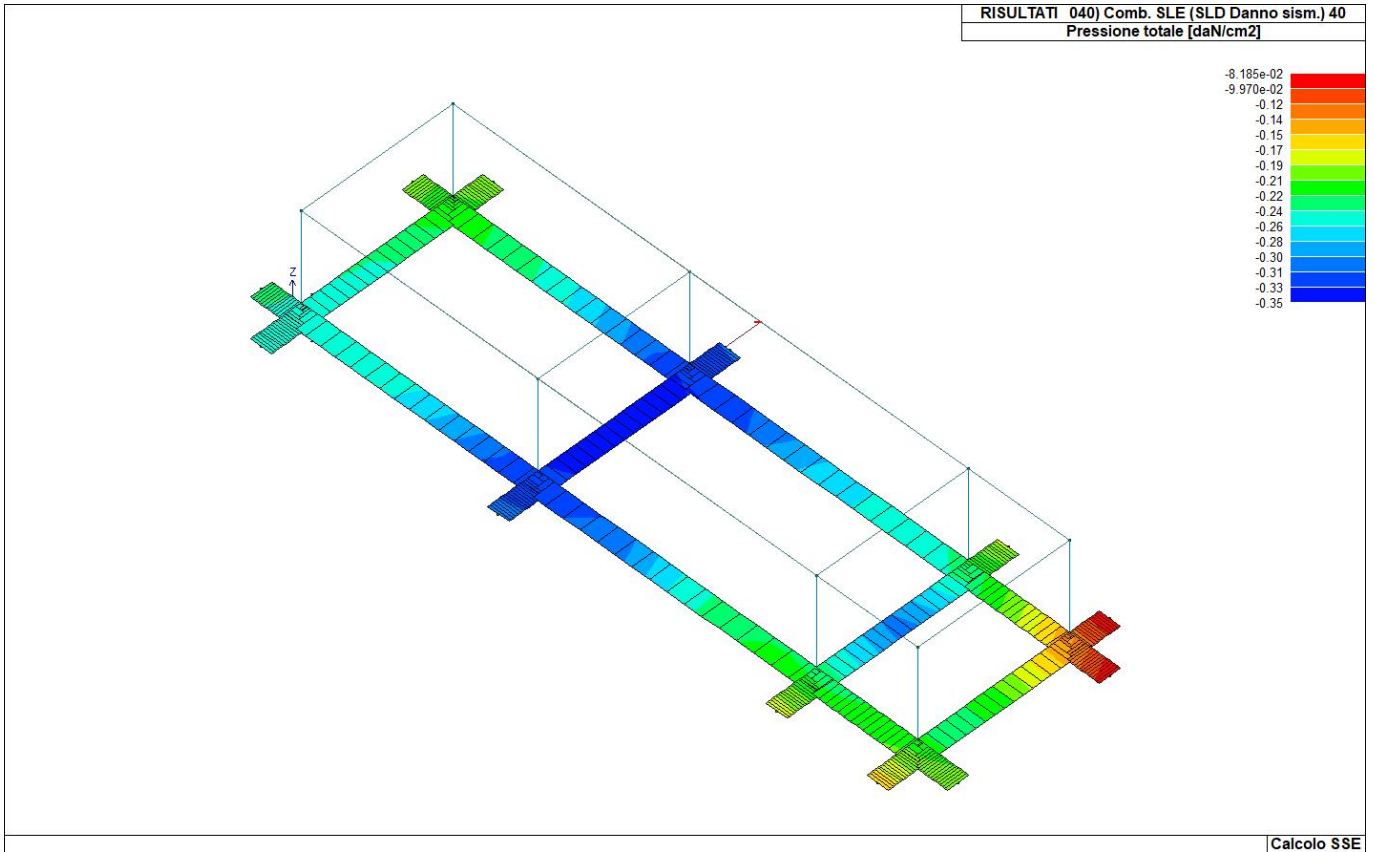 RISULTATI 040) Comb. SLE (SLD Danno sism.) 40
Pressione totale [daN/cm2]
-8.185e-02
-9.970e-02
-0.12
-0.14
-0.15
-0.17
-0.19
-0.21
-0.22
-0.24
-0.26
-0.28
-0.30
-0.31
-0.33
-0.35
Z
Calcolo SSE